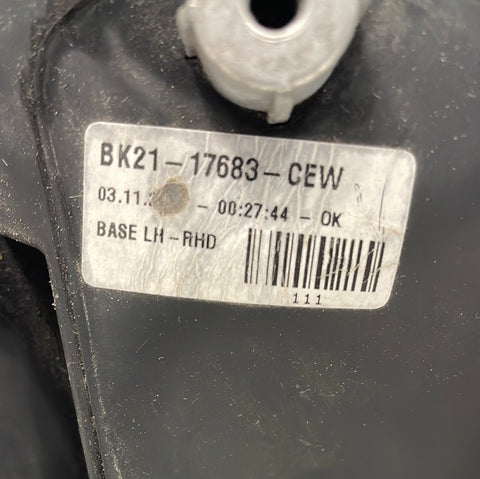 BK21-17683-CEW
03.11. - 00:27:44 - OK
BASE LH-RHD
111